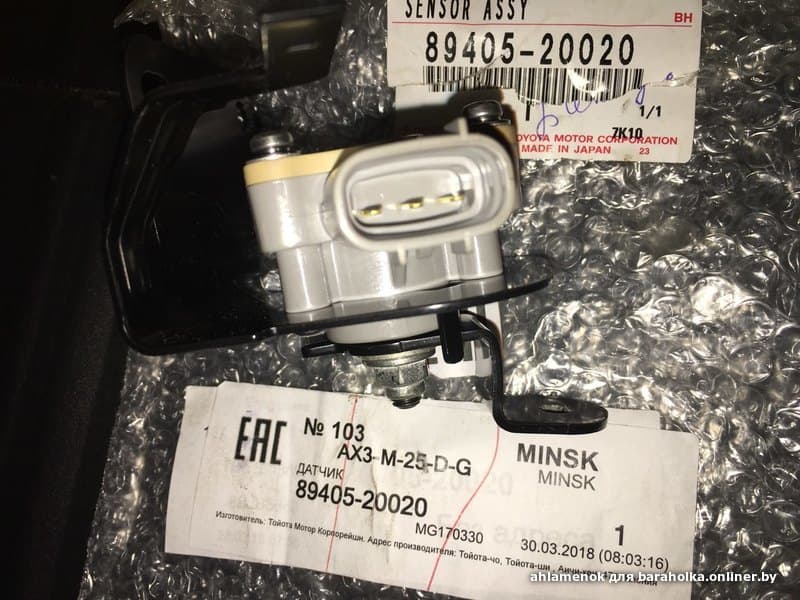 SENSOR ASSY
BH
89405-20020
1/1
7K10
TOYOTA MOTOR CORPORATION
MADE IN JAPAN 23
EAC
№ 103
AX3-M-25-D-G
MINSK
MINSK
ДАТЧИК
89405-20020
MG170330
1
30.03.2018 (08:03:16)
Изготовитель: Тойота Мотор Корпорейшн. Адрес производителя: Тойота-чо, Тойота-ши
ahlamenok для baraholka.onliner.by